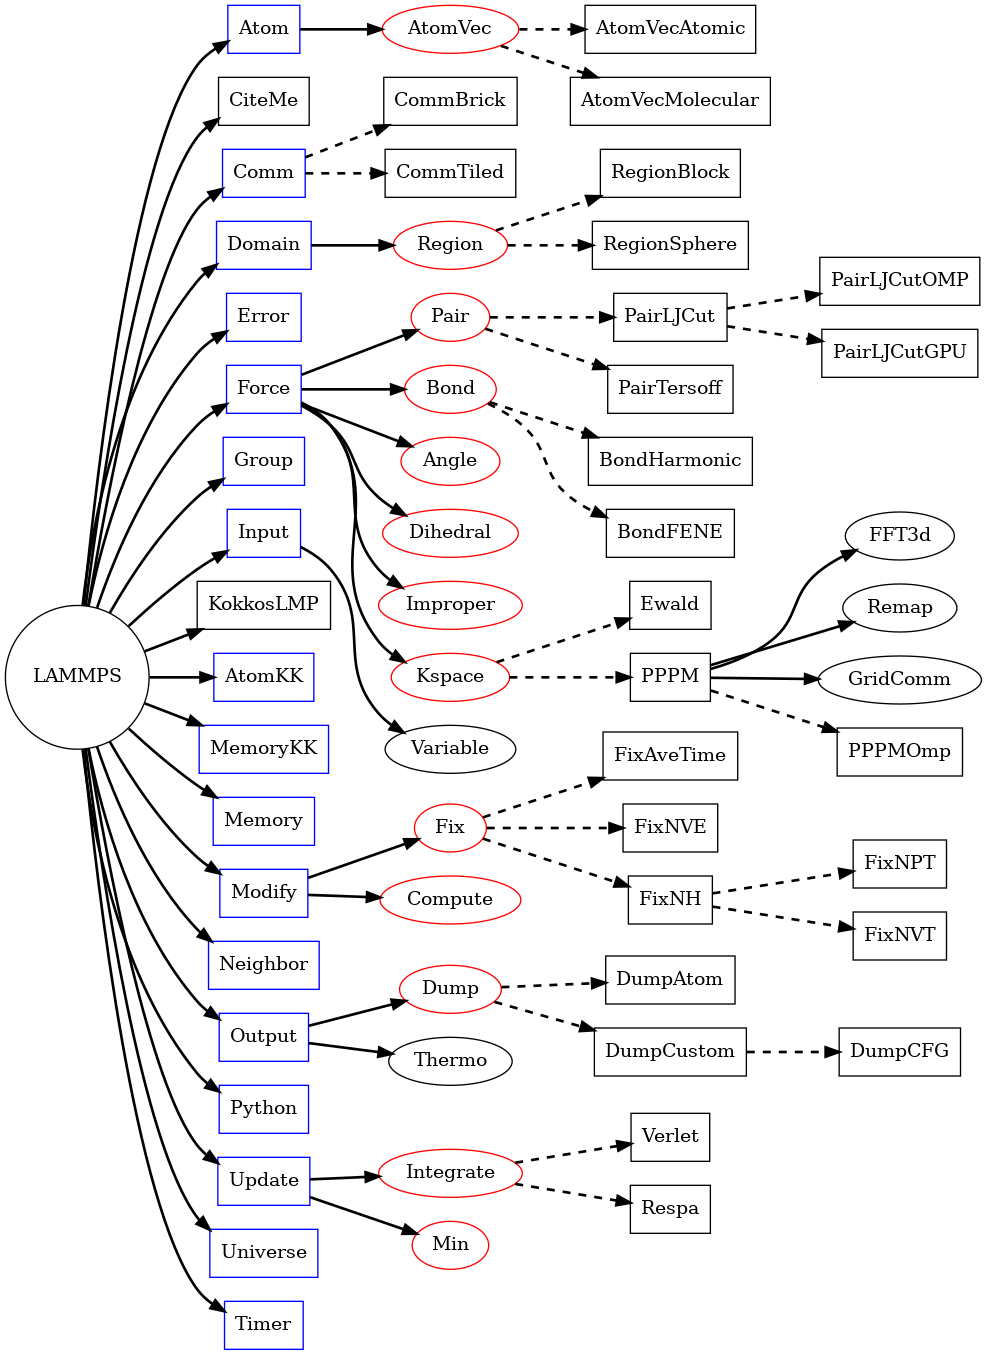 LAMMPS
Atom
AtomVec
AtomVecAtomic
AtomVecMolecular
CiteMe
Comm
CommBrick
CommTiled
Domain
Region
RegionBlock
RegionSphere
Error
Force
Pair
PairLJCut
PairLJCutOMP
PairLJCutGPU
PairTersoff
Bond
BondHarmonic
BondFENE
Angle
Dihedral
Improper
Kspace
Ewald
PPPM
FFT3d
Remap
GridComm
PPPMOmp
Group
Input
Variable
KokkosLMP
AtomKK
MemoryKK
Memory
Modify
Fix
FixAveTime
FixNVE
FixNH
FixNPT
FixNVT
Compute
Neighbor
Output
Dump
DumpAtom
DumpCustom
DumpCFG
Thermo
Python
Update
Integrate
Verlet
Respa
Min
Universe
Timer